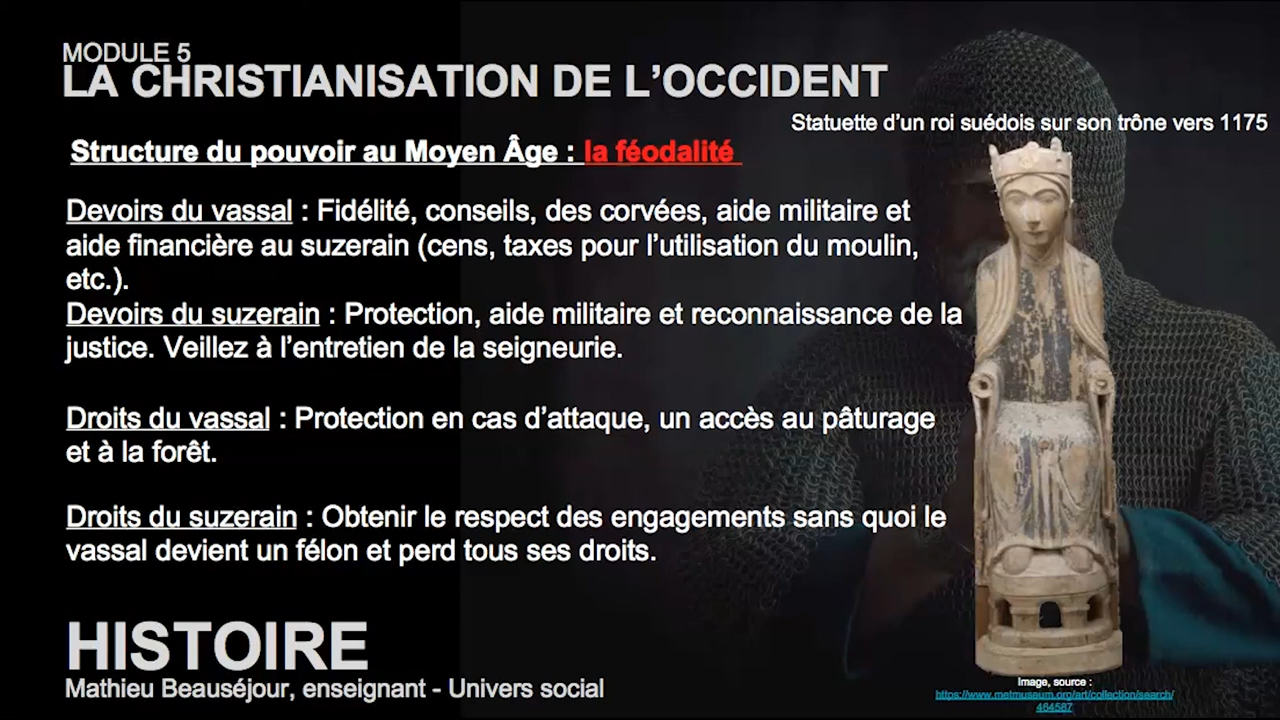 MODULE 5
LA CHRISTIANISATION DE L'OCCIDENT
Statuette d'un roi suédois sur son trône vers 1175
Structure du pouvoir au Moyen Âge : la féodalité
Devoirs du vassal : Fidélité, conseils, des corvées, aide militaire et
aide financière au suzerain (cens, taxes pour l'utilisation du moulin,
etc.).
Devoirs du suzerain : Protection, aide militaire et reconnaissance de la
justice. Veillez à l'entretien de la seigneurie.
Droits du vassal : Protection en cas d'attaque, un accès au pâturage
et à la forêt.
Droits du suzerain : Obtenir le respect des engagements sans quoi le
vassal devient un félon et perd tous ses droits.
HISTOIRE
Mathieu Beauséjour, enseignant - Univers social
Image, source :
https://www.metmuseum.org/art/collection/search/
464587